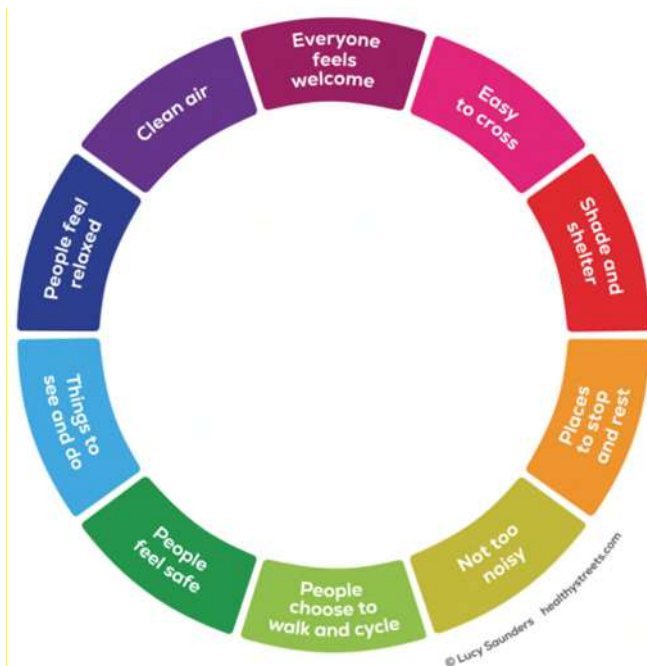 Everyone
feels
welcome
Easy
to cross
Shade and
shelter
Places
to stop
and rest
Not too
noisy
People
choose to
walk and cycle
People
feel safe
Things to
see and do
People feel
relaxed
Clean air
© Lucy Saunders healthystreets.com